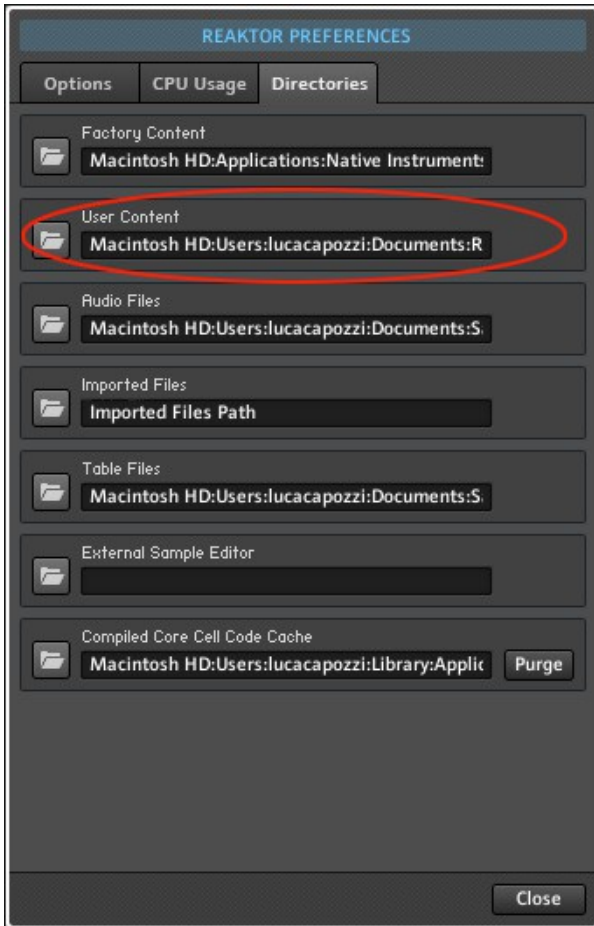 REAKTOR PREFERENCES
Options CPU Usage Directories
Factory Content
Macintosh HD:Applications:Native Instruments
User Content
Macintosh HD:Users:lucacapozzi:Documents:R
Audio Files
Macintosh HD:Users:lucacapozzi:Documents:S
Imported Files
Imported Files Path
Table Files
Macintosh HD:Users:lucacapozzi:Documents:S
External Sample Editor
Compiled Core Cell Code Cache
Macintosh HD:Users:lucacapozzi:Library:Applic
Purge
Close